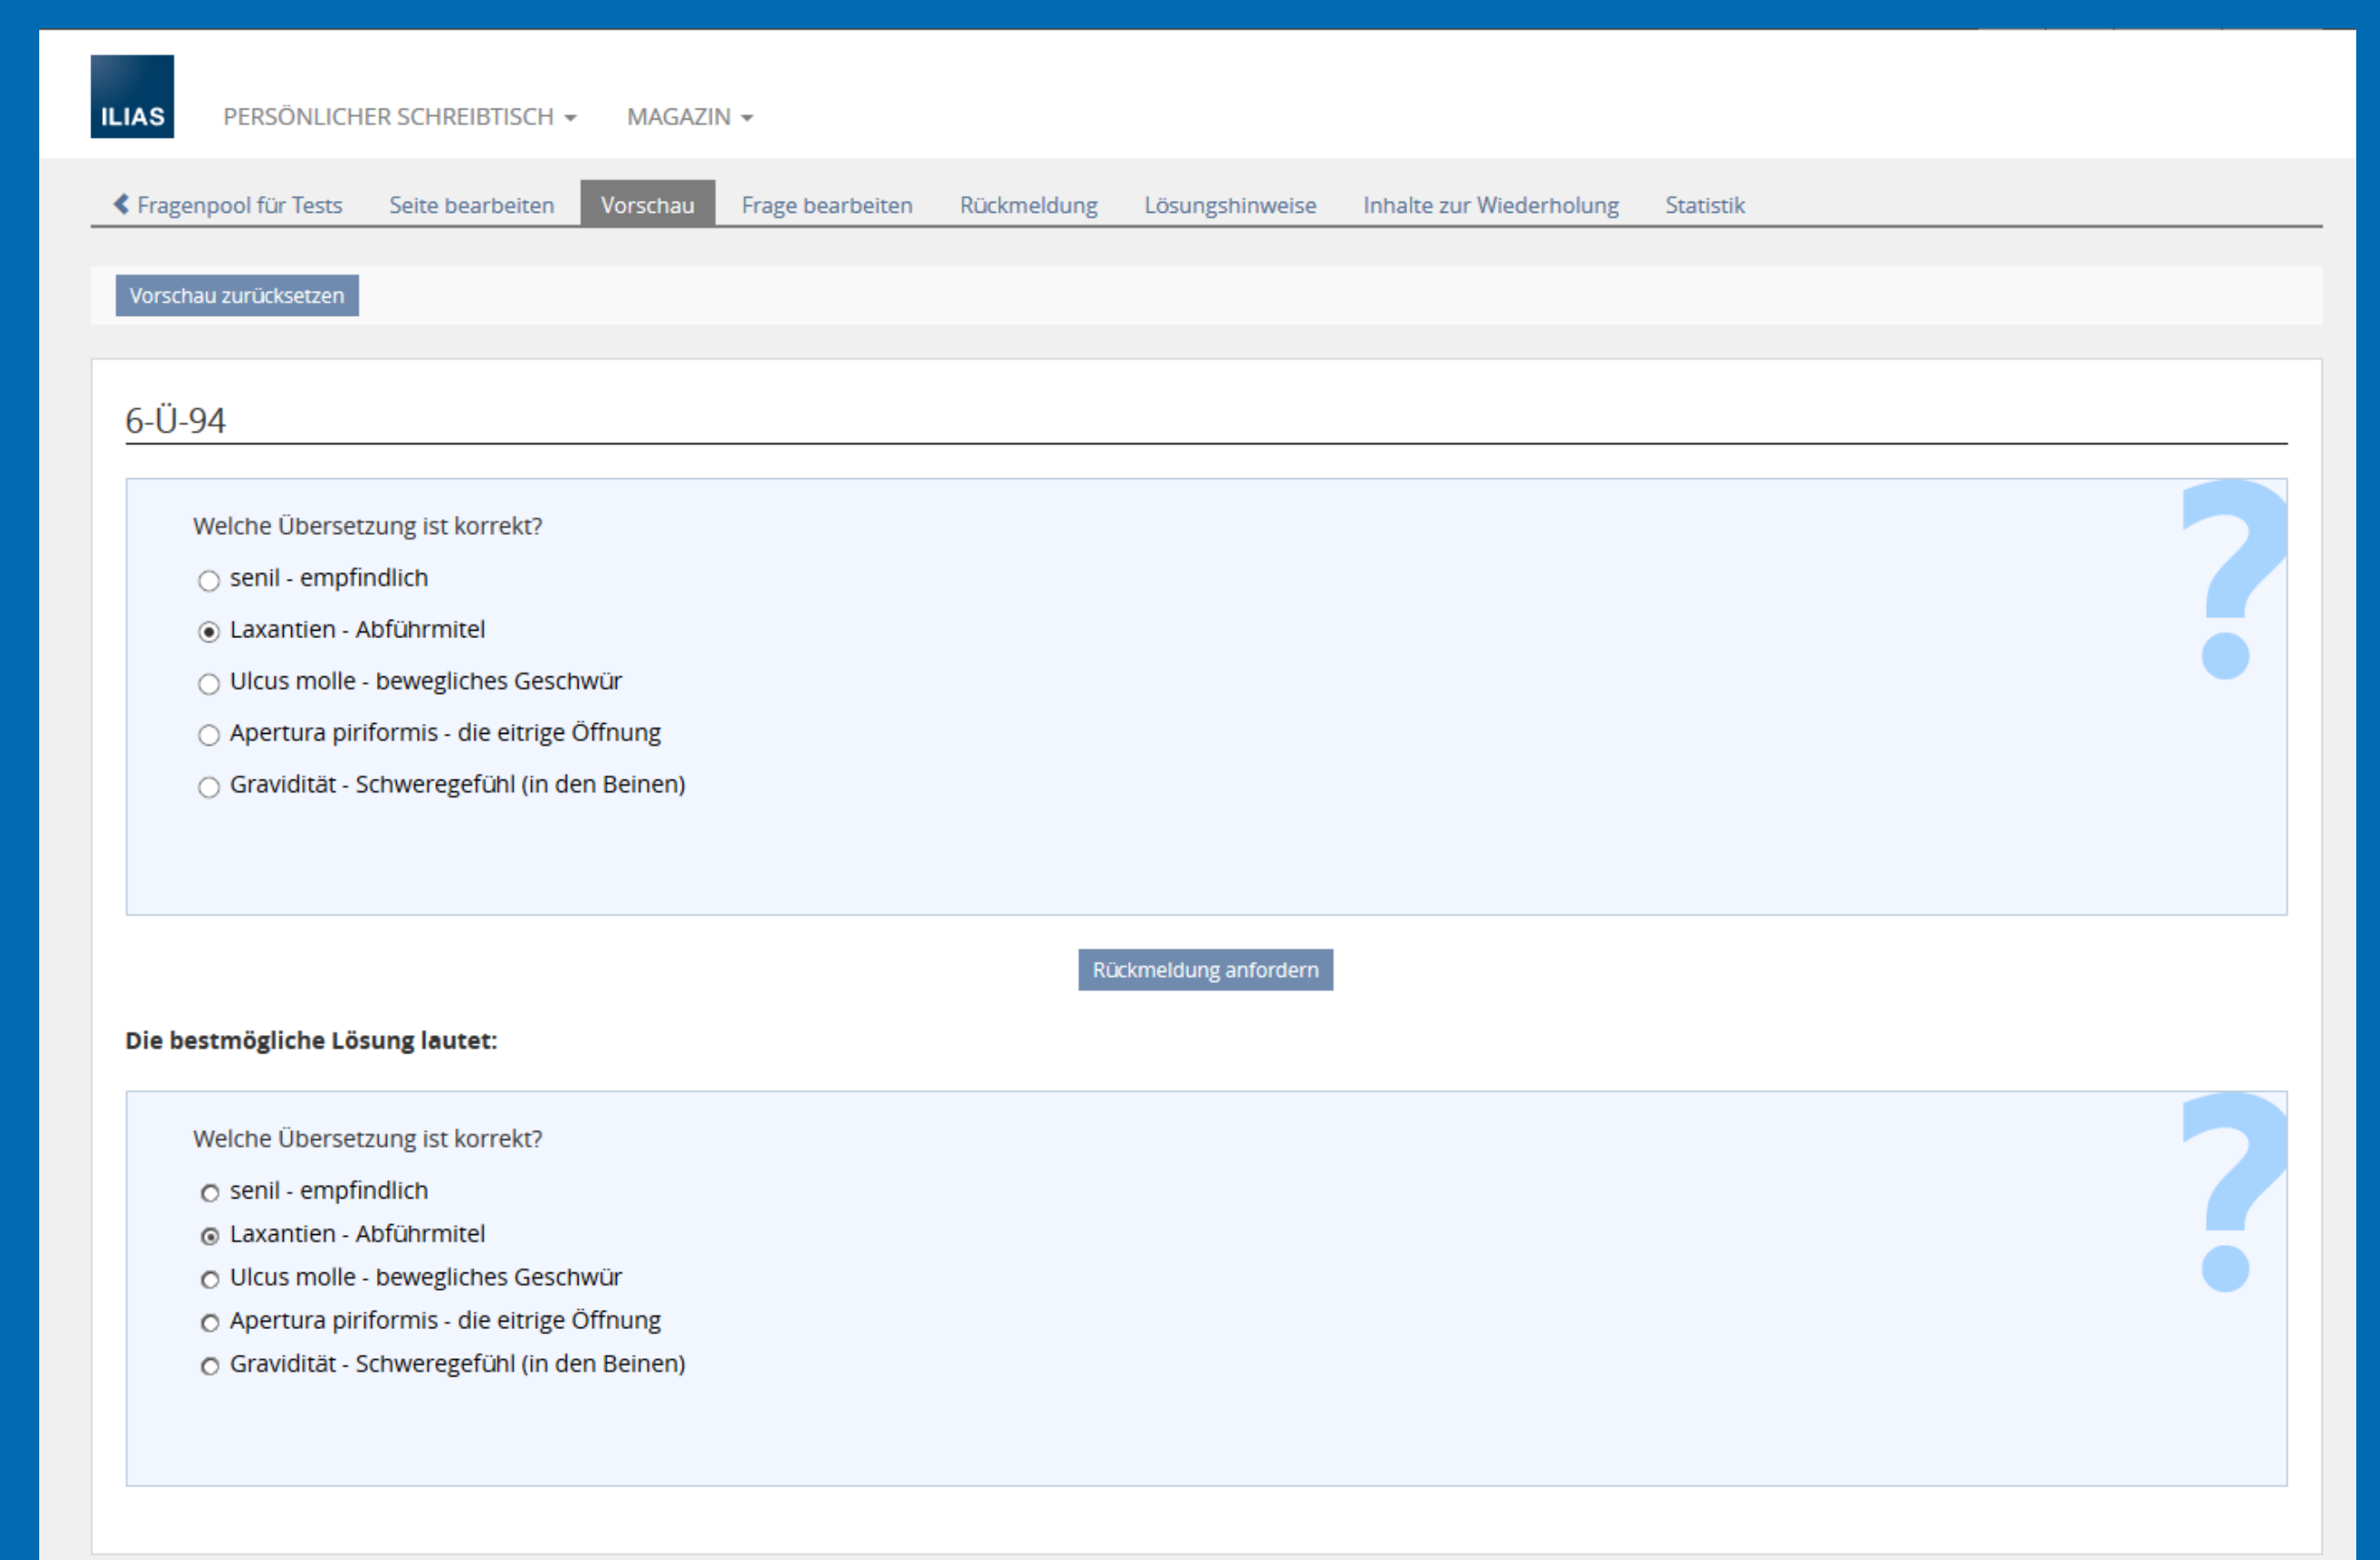 ILIAS
PERSÖNLICHER SCHREIBTISCH MAGAZIN
Fragenpool für Tests Seite bearbeiten Vorschau Frage bearbeiten Rückmeldung Lösungshinweise Inhalte zur Wiederholung Statistik
Vorschau zurücksetzen
6-Ü-94
?
Welche Übersetzung ist korrekt?
senil - empfindlich
Laxantien - Abführmitel
Ulcus molle - bewegliches Geschwür
Apertura piriformis - die eitrige Öffnung
Gravidität - Schweregefühl (in den Beinen)
Rückmeldung anfordern
Die bestmögliche Lösung lautet:
?
Welche Übersetzung ist korrekt?
senil - empfindlich
Laxantien - Abführmitel
Ulcus molle - bewegliches Geschwür
Apertura piriformis - die eitrige Öffnung
Gravidität - Schweregefühl (in den Beinen)